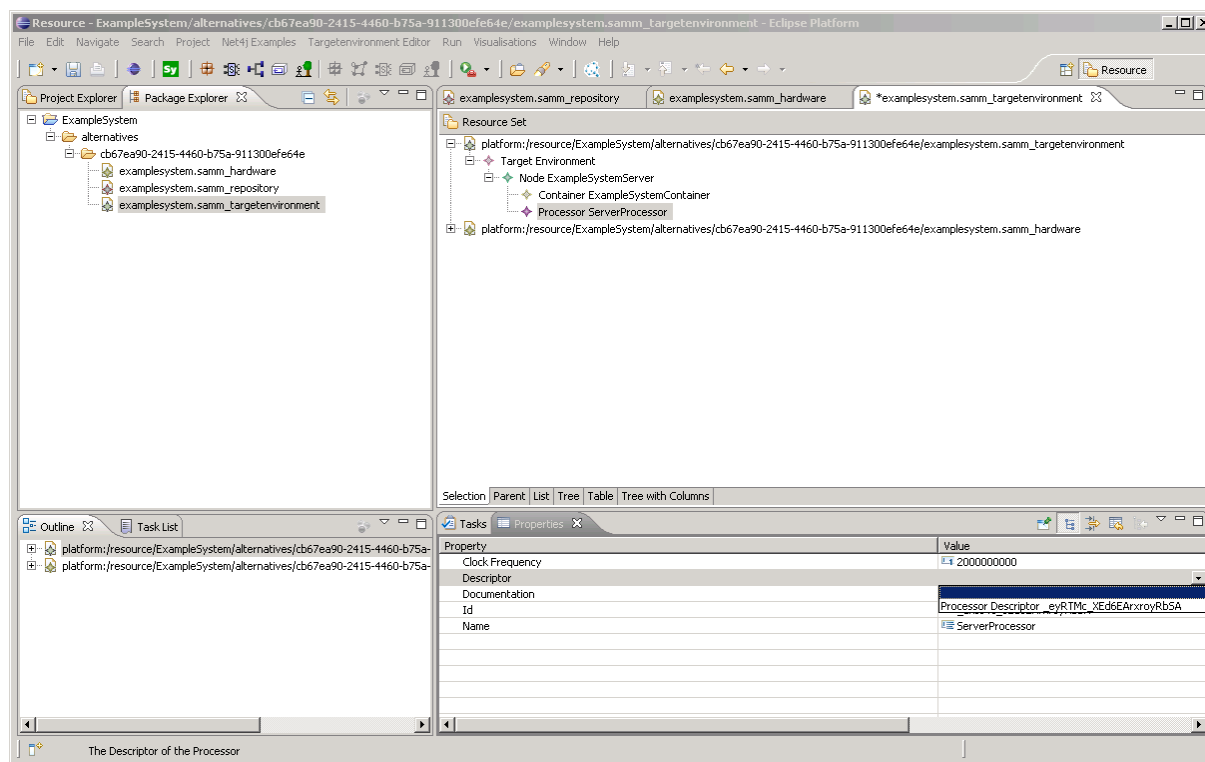 Resource - ExampleSystem/alternatives/cb67ea90-2415-4460-b75a-911300efe64e/examplesystem.samm_targetenvironment - Eclipse Platform
File Edit Navigate Search Project Net4j Examples Targetenvironment Editor Run Visualisations Window Help
Sy
Resource
Project Explorer
Package Explorer
examplesystem.samm_repository
examplesystem.samm_hardware
*examplesystem.samm_targetenvironment
ExampleSystem
alternatives
cb67ea90-2415-4460-b75a-911300efe64e
examplesystem.samm_hardware
examplesystem.samm_repository
examplesystem.samm_targetenvironment
Resource Set
platform:/resource/ExampleSystem/alternatives/cb67ea90-2415-4460-b75a-911300efe64e/examplesystem.samm_targetenvironment
Target Environment
Node ExampleSystemServer
Container ExampleSystemContainer
Processor ServerProcessor
platform:/resource/ExampleSystem/alternatives/cb67ea90-2415-4460-b75a-911300efe64e/examplesystem.samm_hardware
Selection Parent List Tree Table Tree with Columns
Outline
Task List
platform:/resource/ExampleSystem/alternatives/cb67ea90-2415-4460-b75a-
platform:/resource/ExampleSystem/alternatives/cb67ea90-2415-4460-b75a-
Tasks
Properties
Property Value
Clock Frequency 2000000000
Descriptor
Documentation
Processor Descriptor _eyRTMc_XEd6EArxroyRbSA
Id
Name ServerProcessor
The Descriptor of the Processor